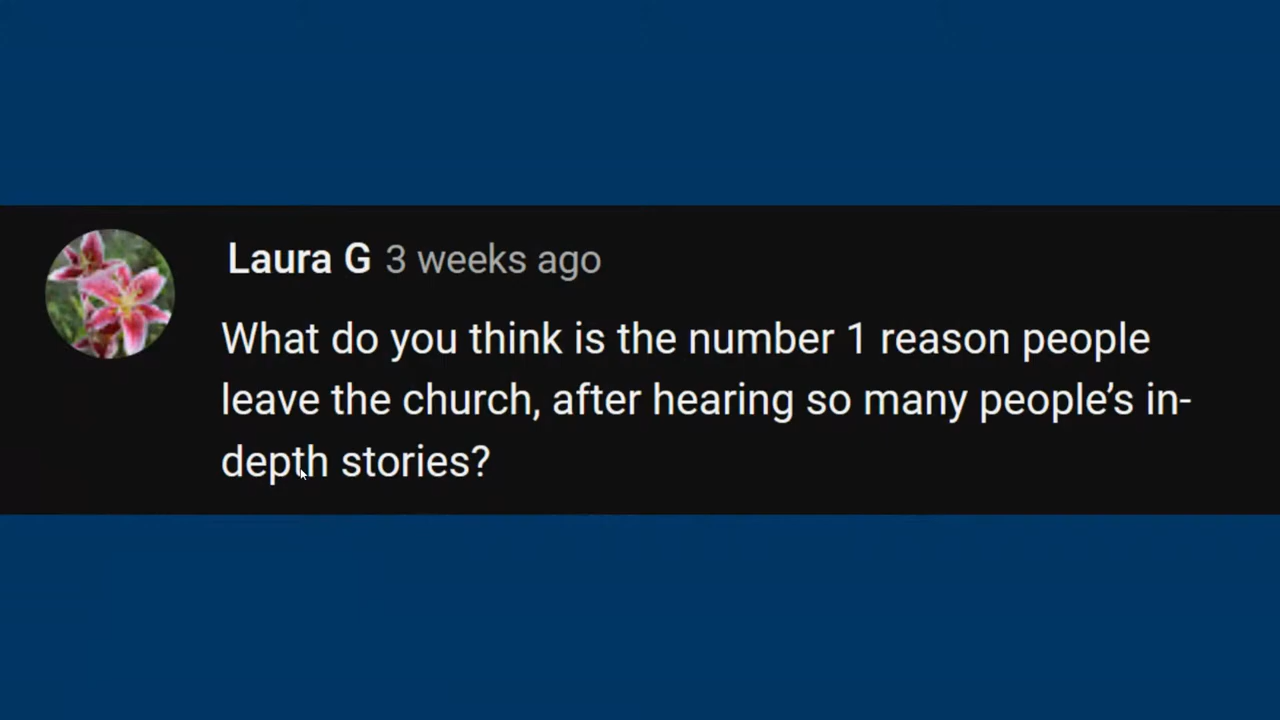 Laura G 3 weeks ago
What do you think is the number 1 reason people
leave the church, after hearing so many people’s in-
depth stories?